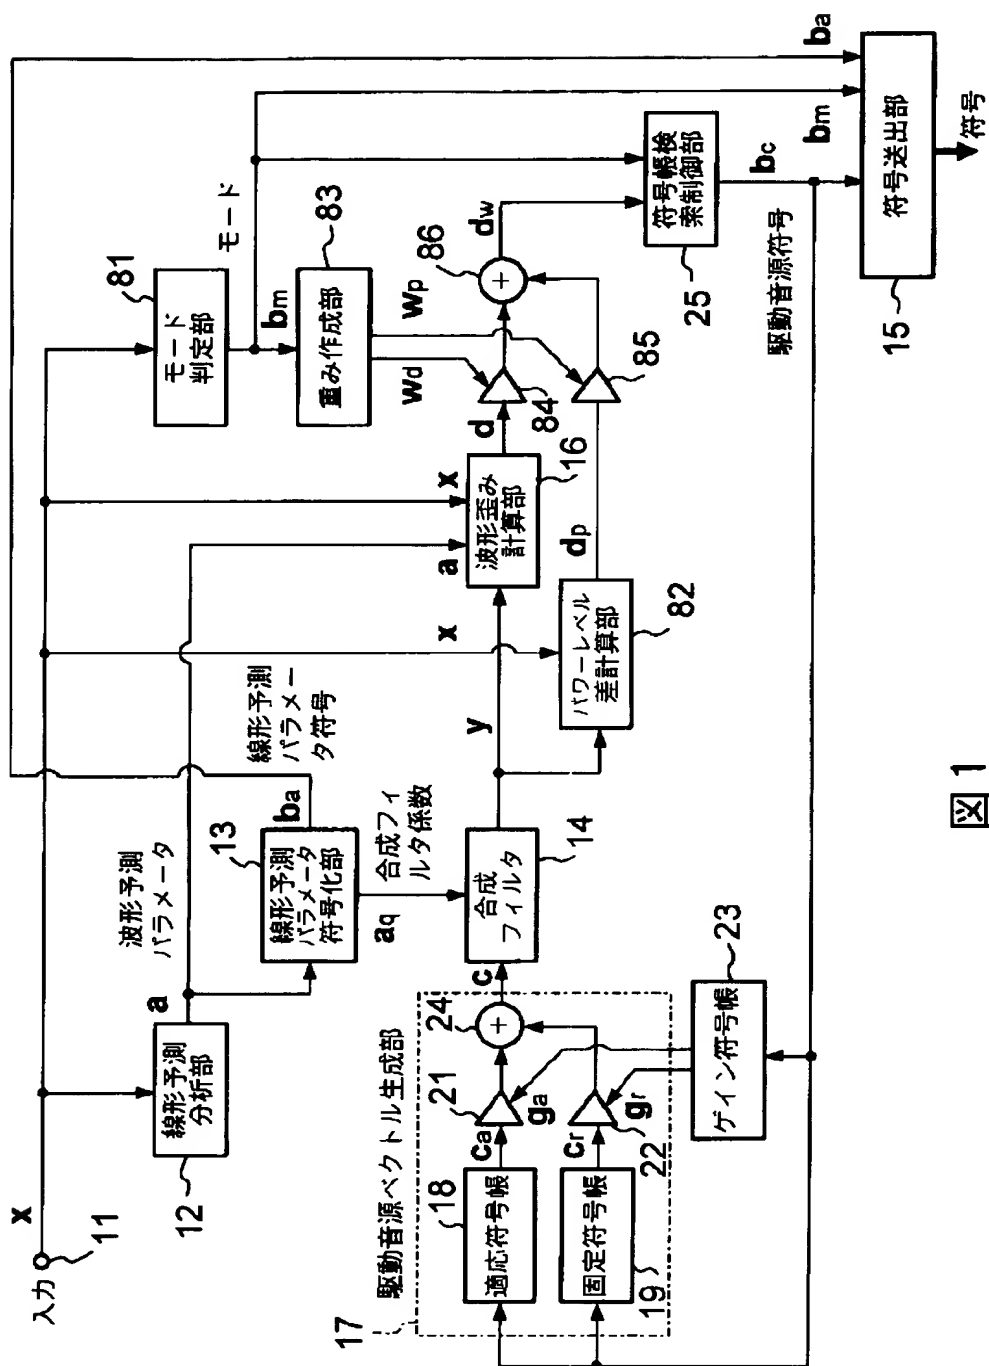 入力
x
11
線形予測
分析部
12
a
波形予測
パラメータ
線形予測
パラメータ
符号化部
13
ba
線形予測
パラメー
タ符号
aq
合成フィ
ルタ係数
モード
判定部
81
bm
モード
重み作成部
83
wd
wp
駆動音源ベクトル生成部
17
適応符号帳
18
固定符号帳
19
ca
cr
21
22
ga
gr
24
c
ゲイン符号帳
23
合成
フィルタ
14
y
x
a
x
波形歪み
計算部
16
d
パワーレベル
差計算部
82
dp
84
85
86
dw
符号帳検
索制御部
25
bc
駆動音源符号
bm
ba
符号送出部
15
符号
図1